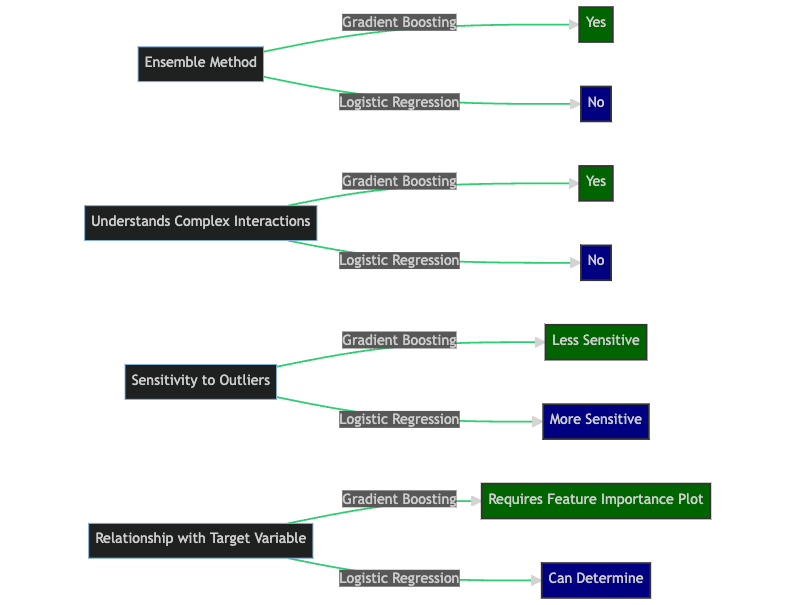 Gradient Boosting
Yes
Ensemble Method
Logistic Regression
No
Gradient Boosting
Yes
Understands Complex Interactions
Logistic Regression
No
Gradient Boosting
Less Sensitive
Sensitivity to Outliers
Logistic Regression
More Sensitive
Gradient Boosting
Requires Feature Importance Plot
Relationship with Target Variable
Logistic Regression
Can Determine